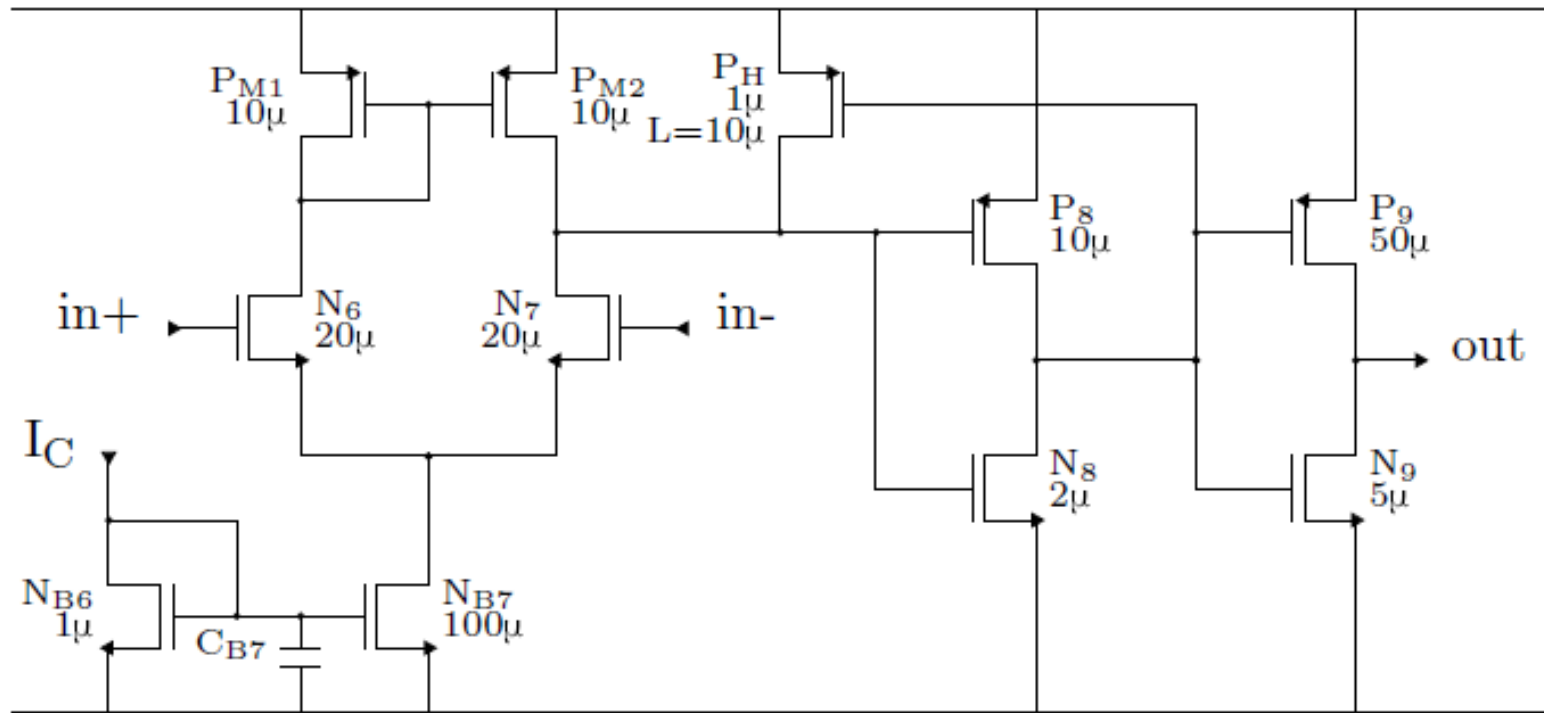 P_M1
10μ
P_M2
10μ
P_H
1μ
L=10μ
P_8
10μ
P_9
50μ
in+
N_6
20μ
N_7
20μ
in-
out
I_C
N_8
2μ
N_9
5μ
N_B6
1μ
C_B7
N_B7
100μ